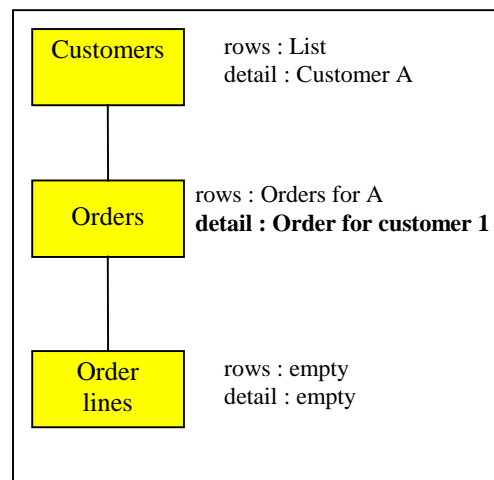 Customers
rows : List
detail : Customer A
Orders
rows : Orders for A
detail : Order for customer 1
Order
lines
rows : empty
detail : empty